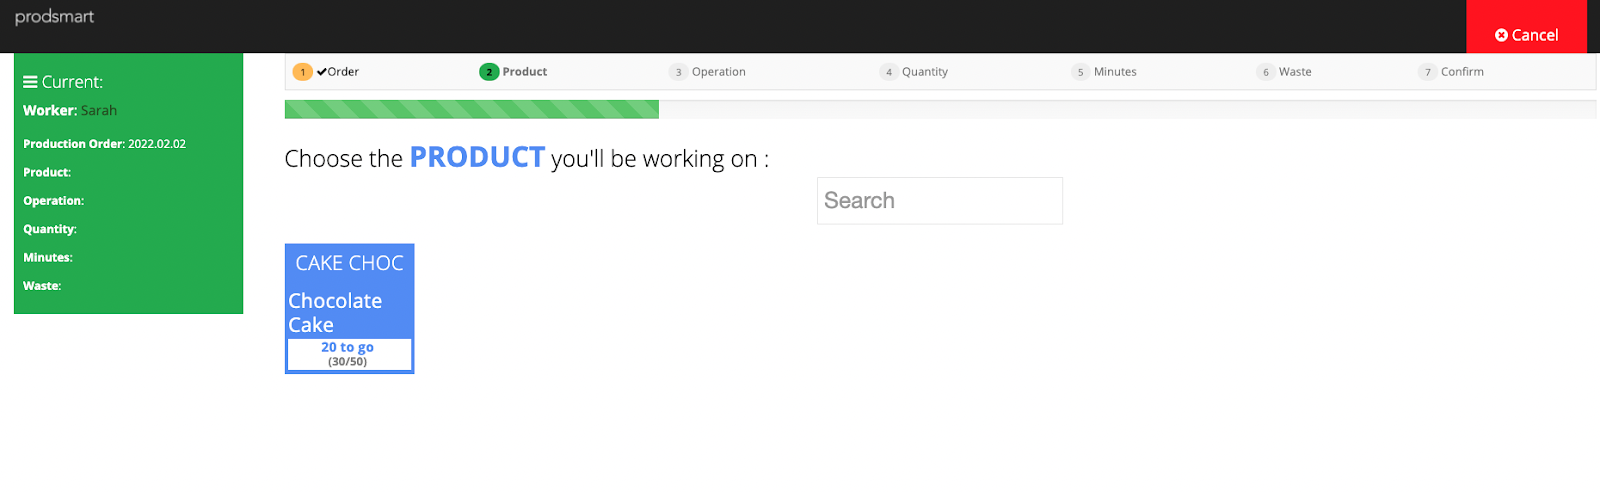 prodsmart
Cancel
Current:
Worker: Sarah
Production Order: 2022.02.02
Product:
Operation:
Quantity:
Minutes:
Waste:
1 Order 2 Product 3 Operation 4 Quantity 5 Minutes 6 Waste 7 Confirm
Choose the PRODUCT you'll be working on :
Search
CAKE CHOC
Chocolate
Cake
20 to go
(30/50)